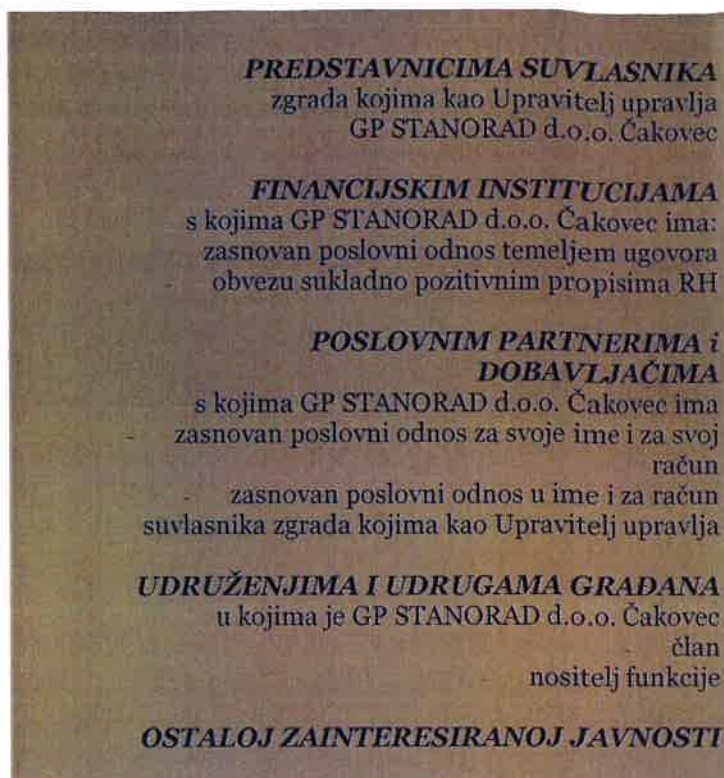 PREDSTAVNICIMA SUVLASNIKA
zgrada kojima kao Upravitelj upravlja
GP STANORAD d.o.o. Čakovec
FINANCIJSKIM INSTITUCIJAMA
s kojima GP STANORAD d.o.o. Čakovec ima:
zasnovan poslovni odnos temeljem ugovora
- obvezu sukladno pozitivnim propisima RH
POSLOVNIM PARTNERIMA i
DOBAVLJAČIMA
s kojima GP STANORAD d.o.o. Čakovec ima
- zasnovan poslovni odnos za svoje ime i za svoj
račun
- zasnovan poslovni odnos u ime i za račun
suvlasnika zgrada kojima kao Upravitelj upravlja
UDRUŽENJIMA I UDRUGAMA GRAĐANA
u kojima je GP STANORAD d.o.o. Čakovec
- član
- nositelj funkcije
OSTALOJ ZAINTERESIRANOJ JAVNOSTI